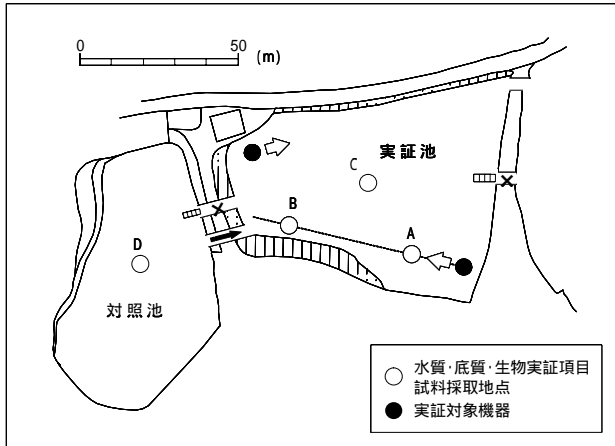 0 50 (m)
実証池
C
B
A
D
対照池
水質・底質・生物実証項目
試料採取地点
実証対象機器